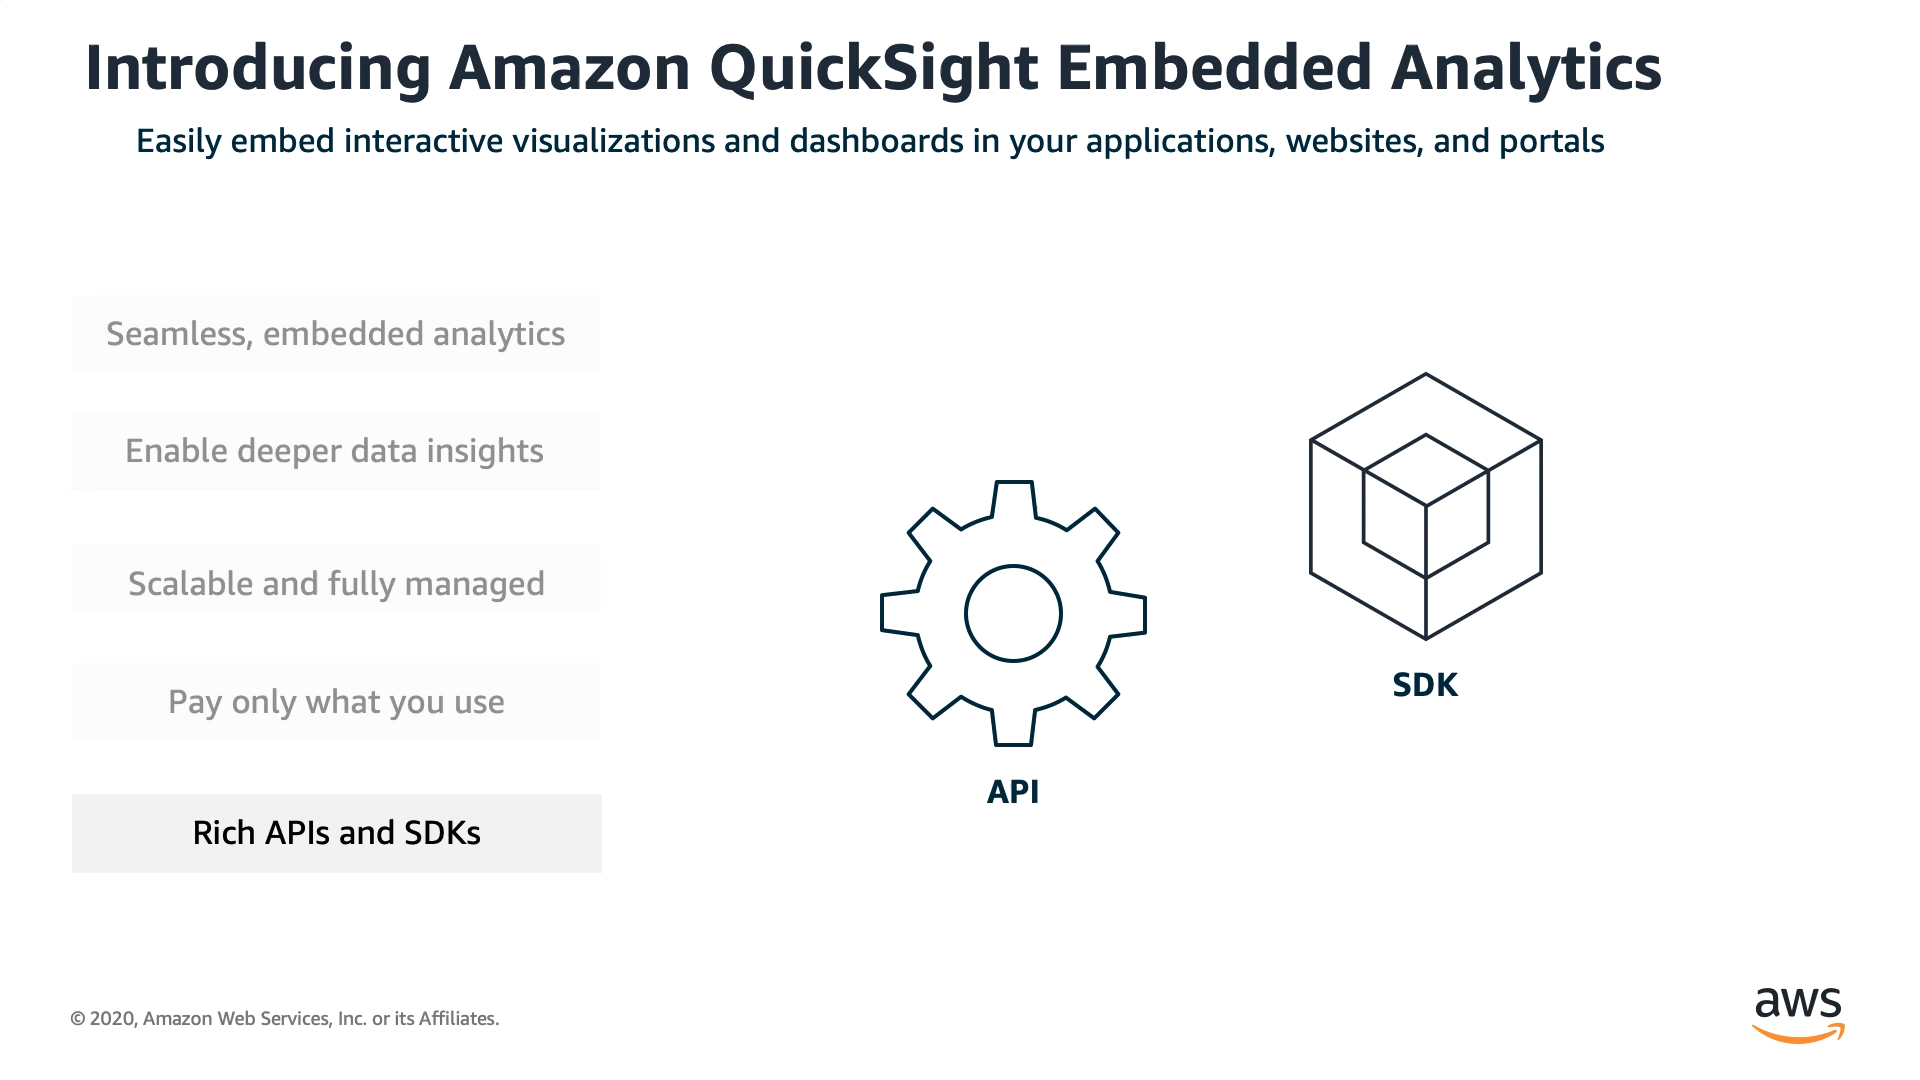 Introducing Amazon QuickSight Embedded Analytics
Easily embed interactive visualizations and dashboards in your applications, websites, and portals
Seamless, embedded analytics
Enable deeper data insights
Scalable and fully managed
Pay only what you use
Rich APIs and SDKs
API
SDK
© 2020, Amazon Web Services, Inc. or its Affiliates.
aws